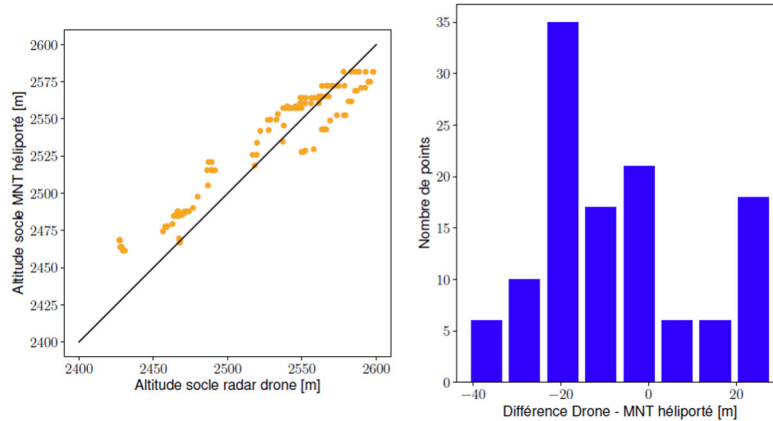 2600
2575
2550
2525
2500
2475
2450
2425
2400
Altitude socle MNT héliporté [m]
2400 2450 2500 2550 2600
Altitude socle radar drone [m]
35
30
25
20
15
10
5
0
Nombre de points
−40 −20 0 20
Différence Drone - MNT héliporté [m]